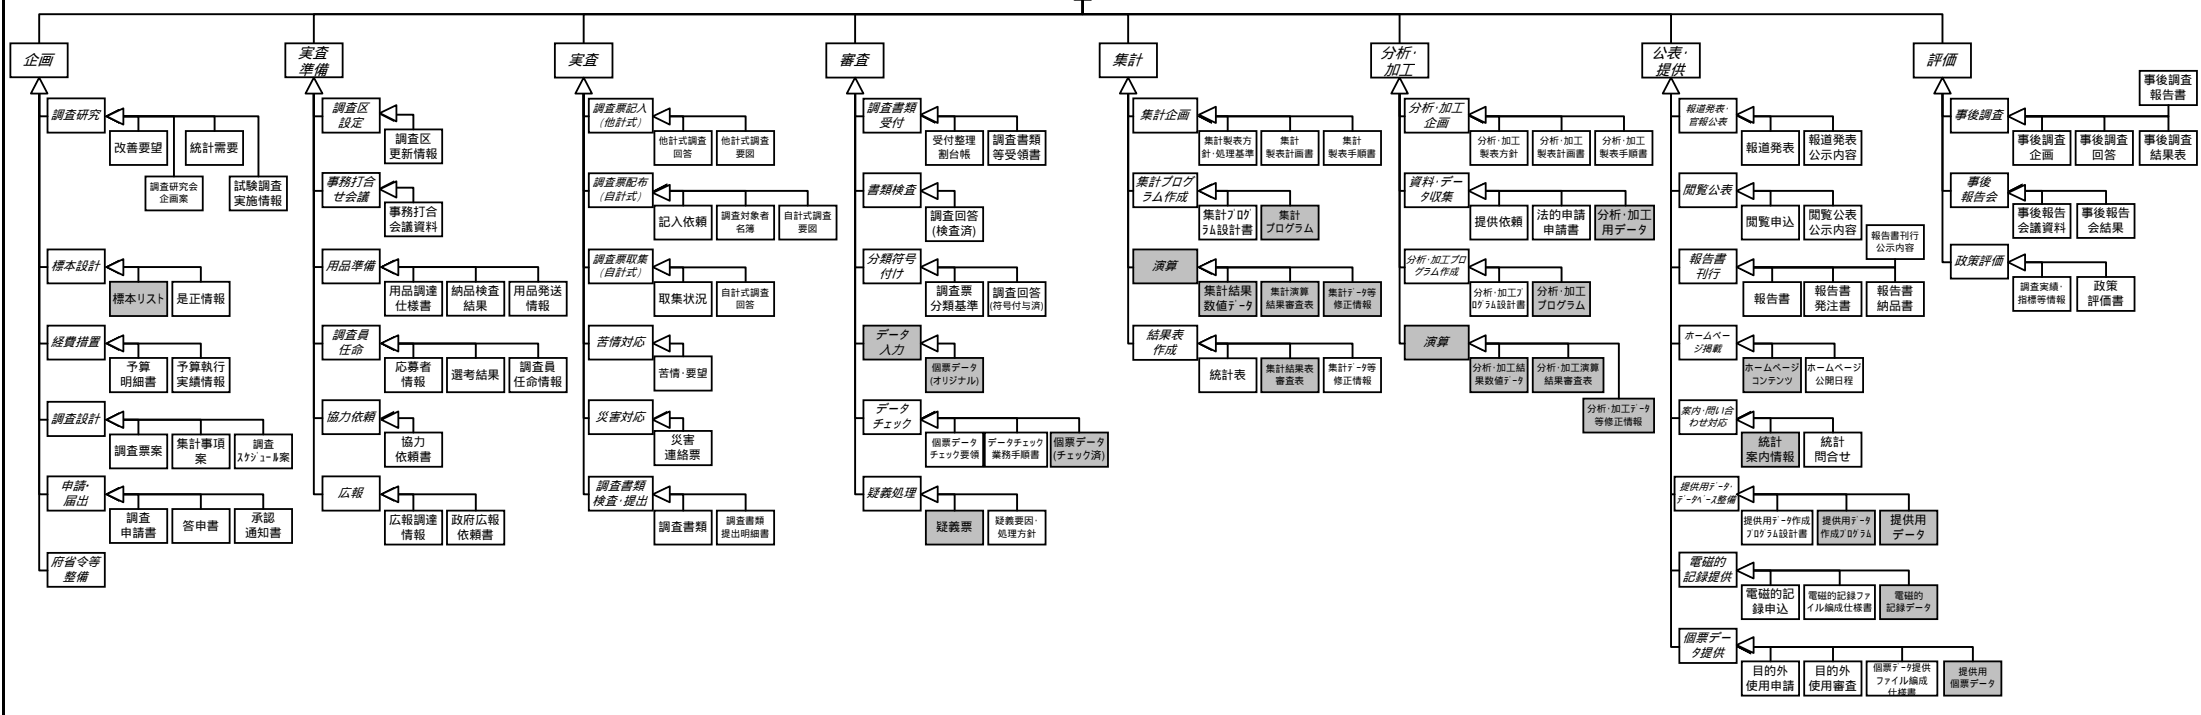 企画
調査研究
改善要望
統計需要
調査研究会
企画案
試験調査
実施情報
標本設計
標本リスト
是正情報
経費措置
予算
明細書
予算執行
実績情報
調査設計
調査票案
集計事項
案
調査
スケジュール案
申請・
届出
調査
申請書
答申書
承認
通知書
府省令等
整備
実査
準備
調査区
設定
調査区
更新情報
事務打合
せ会議
事務打合
会議資料
用品準備
用品調達
仕様書
納品検査
結果
用品発送
情報
調査員
任命
応募者
情報
選考結果
調査員
任命情報
協力依頼
協力
依頼書
広報
広報調達
情報
政府広報
依頼書
実査
調査票記入
(他計式)
他計式調査
回答
他計式調査
要図
調査票配布
(自計式)
記入依頼
調査対象者
名簿
自計式調査
要図
調査票取集
(自計式)
取集状況
自計式調査
回答
苦情対応
苦情・要望
災害対応
災害
連絡票
調査書類
検査・提出
調査書類
調査書類
提出明細書
審査
調査書類
受付
受付整理
割台帳
調査書類
等受領書
書類検査
調査回答
(検査済)
分類符号
付け
調査票
分類基準
調査回答
(符号付与済)
データ
入力
個票データ
(オリジナル)
データ
チェック
個票データ
チェック要領
データチェック
業務手順書
個票データ
(チェック済)
疑義処理
疑義票
疑義要因・
処理方針
集計
集計企画
集計製表方
針・処理基準
集計
製表計画書
集計
製表手順書
集計プログ
ラム作成
集計プログ
ラム設計書
集計
プログラム
演算
集計結果
数値データ
集計演算
結果審査表
集計データ等
修正情報
結果表
作成
統計表
集計結果表
審査表
集計データ等
修正情報
分析・
加工
分析・加工
企画
分析・加工
製表方針
分析・加工
製表計画書
分析・加工
製表手順書
資料・デー
タ収集
提供依頼
法的申請
申請書
分析・加工
用データ
分析・加工プロ
グラム作成
分析・加工プ
ログラム設計書
分析・加工
プログラム
演算
分析・加工結
果数値データ
分析・加工演算
結果審査表
分析・加工データ
等修正情報
公表・
提供
報道発表・
官報公表
報道発表
報道発表
公示内容
閲覧公表
閲覧申込
閲覧公表
公示内容
報告書刊行
公示内容
報告書
刊行
報告書
報告書
発注書
報告書
納品書
ホームペー
ジ掲載
ホームページ
コンテンツ
ホームページ
公開日程
案内・問い合
わせ対応
統計
案内情報
統計
問合せ
提供用データ・
データベース整備
提供用データ作成
プログラム設計書
提供用データ
作成プログラム
提供用
データ
電磁的
記録提供
電磁的記
録申込
電磁的記録ファ
イル編成仕様書
電磁的
記録データ
個票デー
タ提供
目的外
使用申請
目的外
使用審査
個票データ提供
ファイル編成
仕様書
提供用
個票データ
評価
事後調査
報告書
事後調査
事後調査
企画
事後調査
回答
事後調査
結果表
事後
報告会
事後報告
会議資料
事後報告
会結果
政策評価
調査実績・
指標等情報
政策
評価書